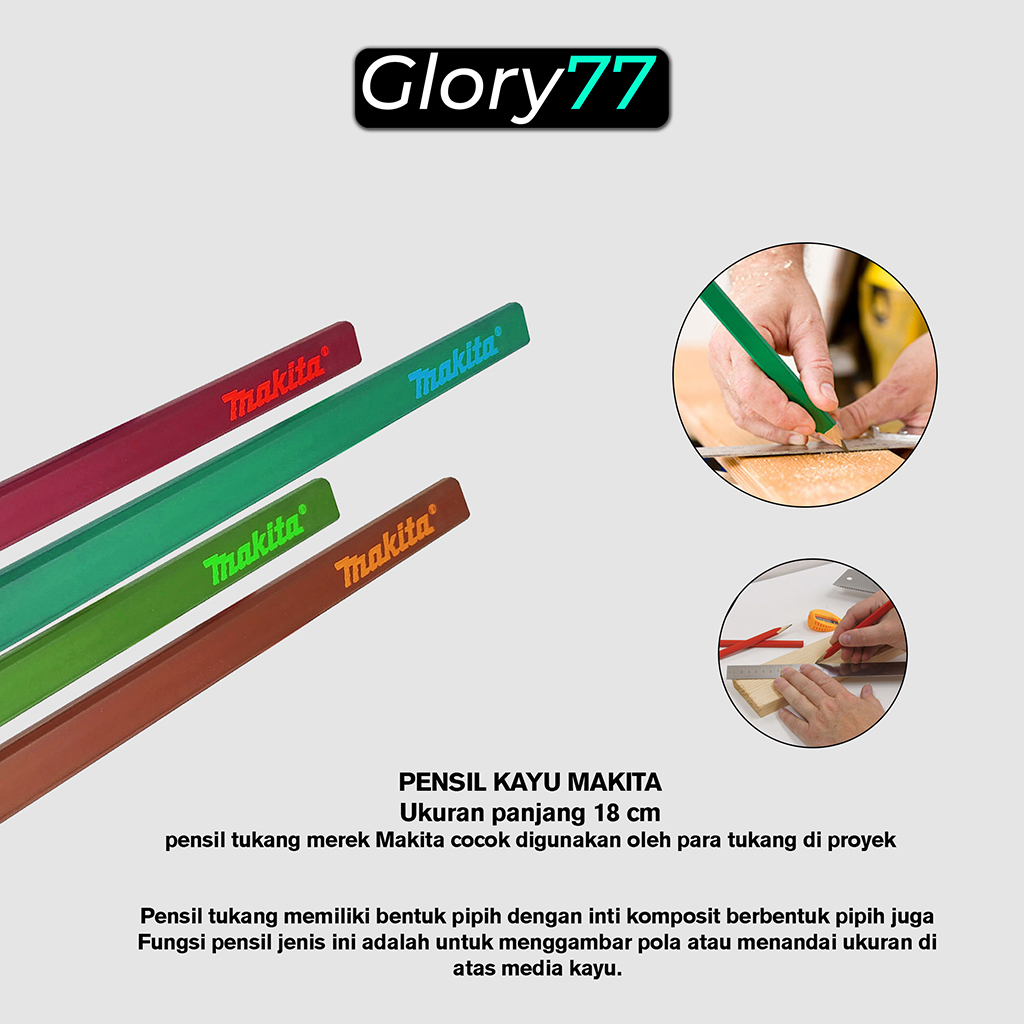 Glory77
makita®
makita®
makita®
makita®
PENSIL KAYU MAKITA
Ukuran panjang 18 cm
pensil tukang merek Makita cocok digunakan oleh para tukang di proyek
Pensil tukang memiliki bentuk pipih dengan inti komposit berbentuk pipih juga
Fungsi pensil jenis ini adalah untuk menggambar pola atau menandai ukuran di
atas media kayu.